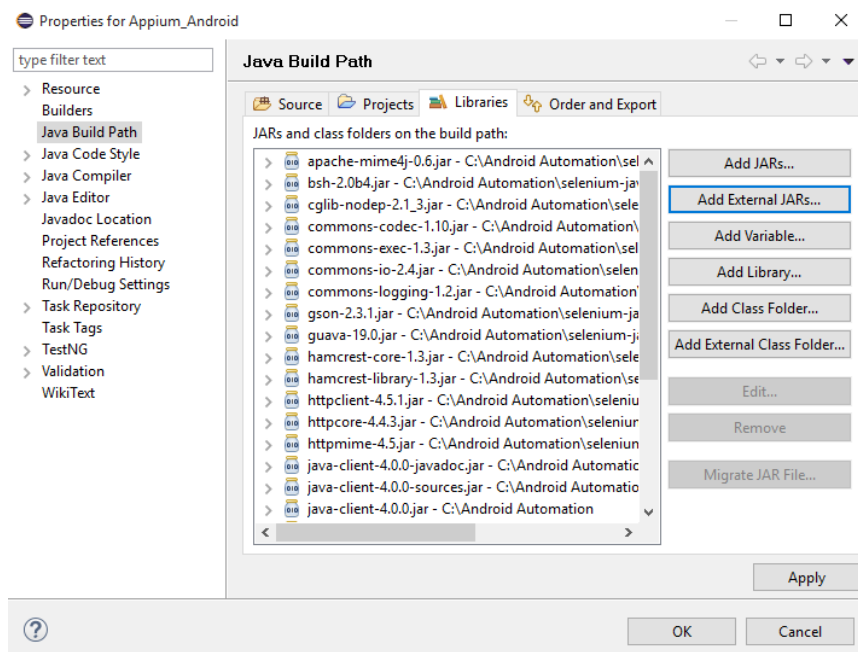 Properties for Appium_Android
type filter text
Resource
Builders
Java Build Path
Java Code Style
Java Compiler
Java Editor
Javadoc Location
Project References
Refactoring History
Run/Debug Settings
Task Repository
Task Tags
TestNG
Validation
WikiText
Java Build Path
Source Projects Libraries Order and Export
JARs and class folders on the build path:
apache-mime4j-0.6.jar - C:\Android Automation\sel
bsh-2.0b4.jar - C:\Android Automation\selenium-ja
cglib-nodep-2.1_3.jar - C:\Android Automation\sele
commons-codec-1.10.jar - C:\Android Automation\
commons-exec-1.3.jar - C:\Android Automation\sel
commons-io-2.4.jar - C:\Android Automation\selen
commons-logging-1.2.jar - C:\Android Automation
gson-2.3.1.jar - C:\Android Automation\selenium-ja
guava-19.0.jar - C:\Android Automation\selenium-ja
hamcrest-core-1.3.jar - C:\Android Automation\sele
hamcrest-library-1.3.jar - C:\Android Automation\se
httpclient-4.5.1.jar - C:\Android Automation\seleniu
httpcore-4.4.3.jar - C:\Android Automation\seleniu
httpmime-4.5.jar - C:\Android Automation\seleniu
java-client-4.0.0-javadoc.jar - C:\Android Automatic
java-client-4.0.0-sources.jar - C:\Android Automatio
java-client-4.0.0.jar - C:\Android Automation
Add JARs...
Add External JARs...
Add Variable...
Add Library...
Add Class Folder...
Add External Class Folder...
Edit...
Remove
Migrate JAR File...
Apply
OK
Cancel